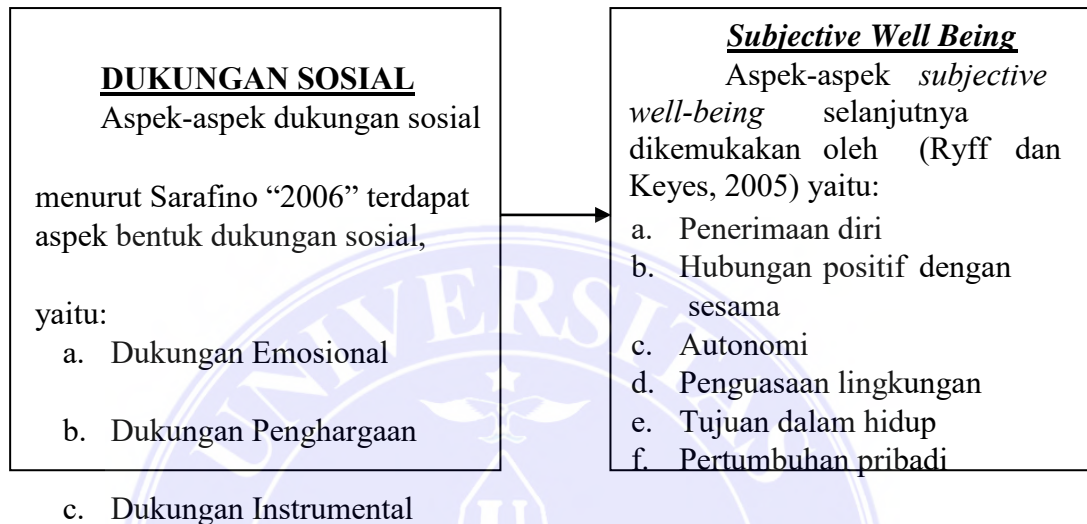 DUKUNGAN SOSIAL
Aspek-aspek dukungan sosial
menurut Sarafino “2006” terdapat
aspek bentuk dukungan sosial,
yaitu:
a. Dukungan Emosional
b. Dukungan Penghargaan
c. Dukungan Instrumental
Subjective Well Being
Aspek-aspek subjective
well-being selanjutnya
dikemukakan oleh (Ryff dan
Keyes, 2005) yaitu:
a. Penerimaan diri
b. Hubungan positif dengan
sesama
c. Autonomi
d. Penguasaan lingkungan
e. Tujuan dalam hidup
f. Pertumbuhan pribadi
UNIVERSITA